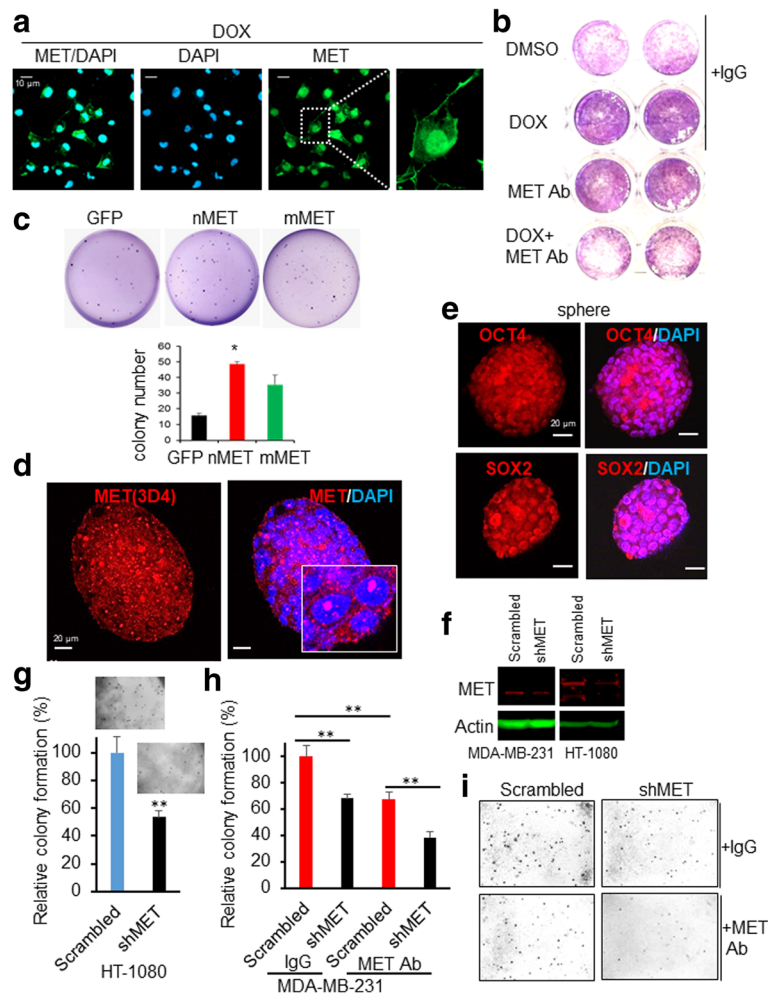 a
DOX
MET/DAPI DAPI MET
10 µm
b
DMSO
DOX
MET Ab
DOX+
MET Ab
+IgG
c
GFP nMET mMET
colony number
60
50
40
30
20
10
0
*
GFP nMET mMET
d
MET(3D4) MET/DAPI
20 µm
e
sphere
OCT4 OCT4/DAPI
20 µm
SOX2 SOX2/DAPI
f
Scrambled shMET Scrambled shMET
MET
Actin
MDA-MB-231 HT-1080
g
Relative colony formation (%)
100
80
60
40
20
0
**
Scrambled shMET
HT-1080
h
Relative colony formation (%)
100
80
60
40
20
0
**
**
**
Scrambled shMET Scrambled shMET
IgG MET Ab
MDA-MB-231
i
Scrambled shMET
+IgG
+MET
Ab